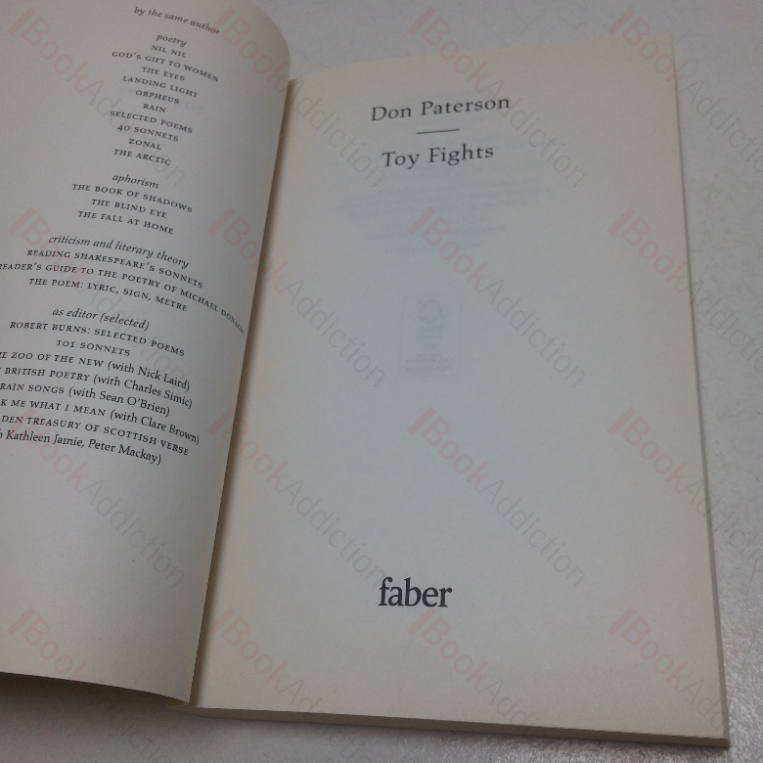 by the same author
poetry
NIL NIL
GOD'S GIFT TO WOMEN
THE EYES
LANDING LIGHT
ORPHEUS
RAIN
SELECTED POEMS
40 SONNETS
ZONAL
THE ARCTIC
aphorism
THE BOOK OF SHADOWS
THE BLIND EYE
THE FALL AT HOME
criticism and literary theory
READING SHAKESPEARE'S SONNETS
READER'S GUIDE TO THE POETRY OF MICHAEL
THE POEM: LYRIC, SIGN, METRE
as editor (selected)
ROBERT BURNS: SELECTED POEMS
101 SONNETS
ZOO OF THE NEW (with Nick Laird)
BRITISH POETRY (with Charles Simic)
RAIN SONGS (with Sean O'Brien)
ME WHAT I MEAN (with Clare Brown)
TREASURY OF SCOTTISH VERSE
Kathleen Jamie, Peter Mackay)
Don Paterson
Toy Fights
faber
BookAddiction